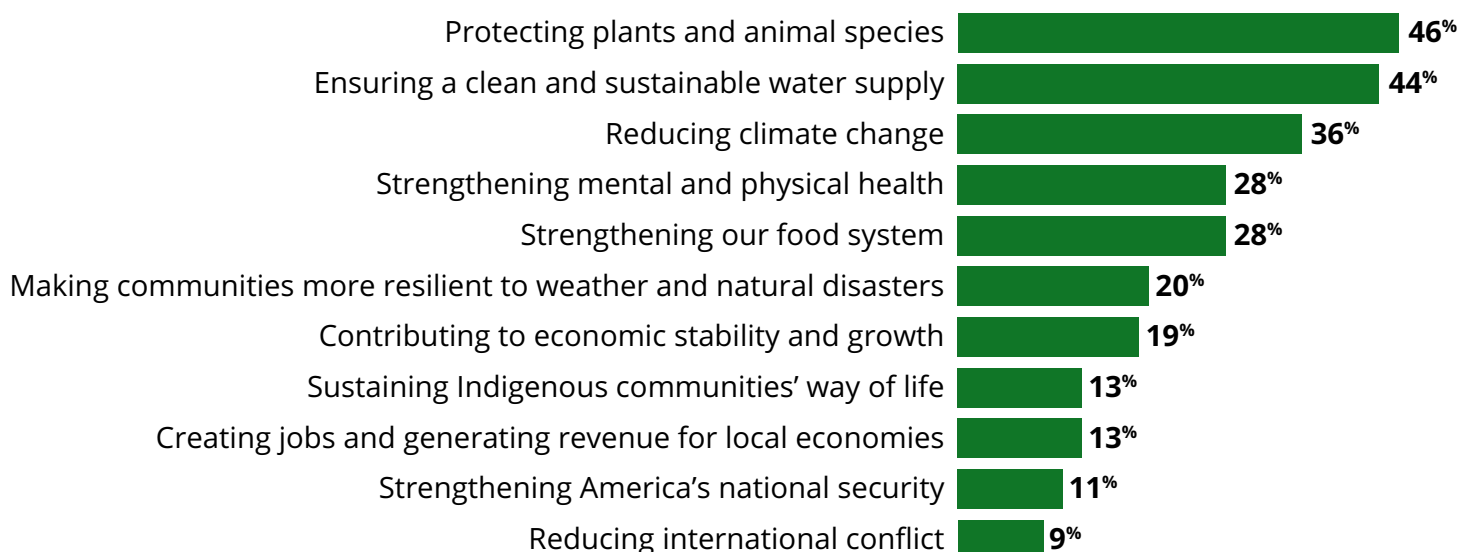 Protecting plants and animal species 46%
Ensuring a clean and sustainable water supply 44%
Reducing climate change 36%
Strengthening mental and physical health 28%
Strengthening our food system 28%
Making communities more resilient to weather and natural disasters 20%
Contributing to economic stability and growth 19%
Sustaining Indigenous communities’ way of life 13%
Creating jobs and generating revenue for local economies 13%
Strengthening America’s national security 11%
Reducing international conflict 9%